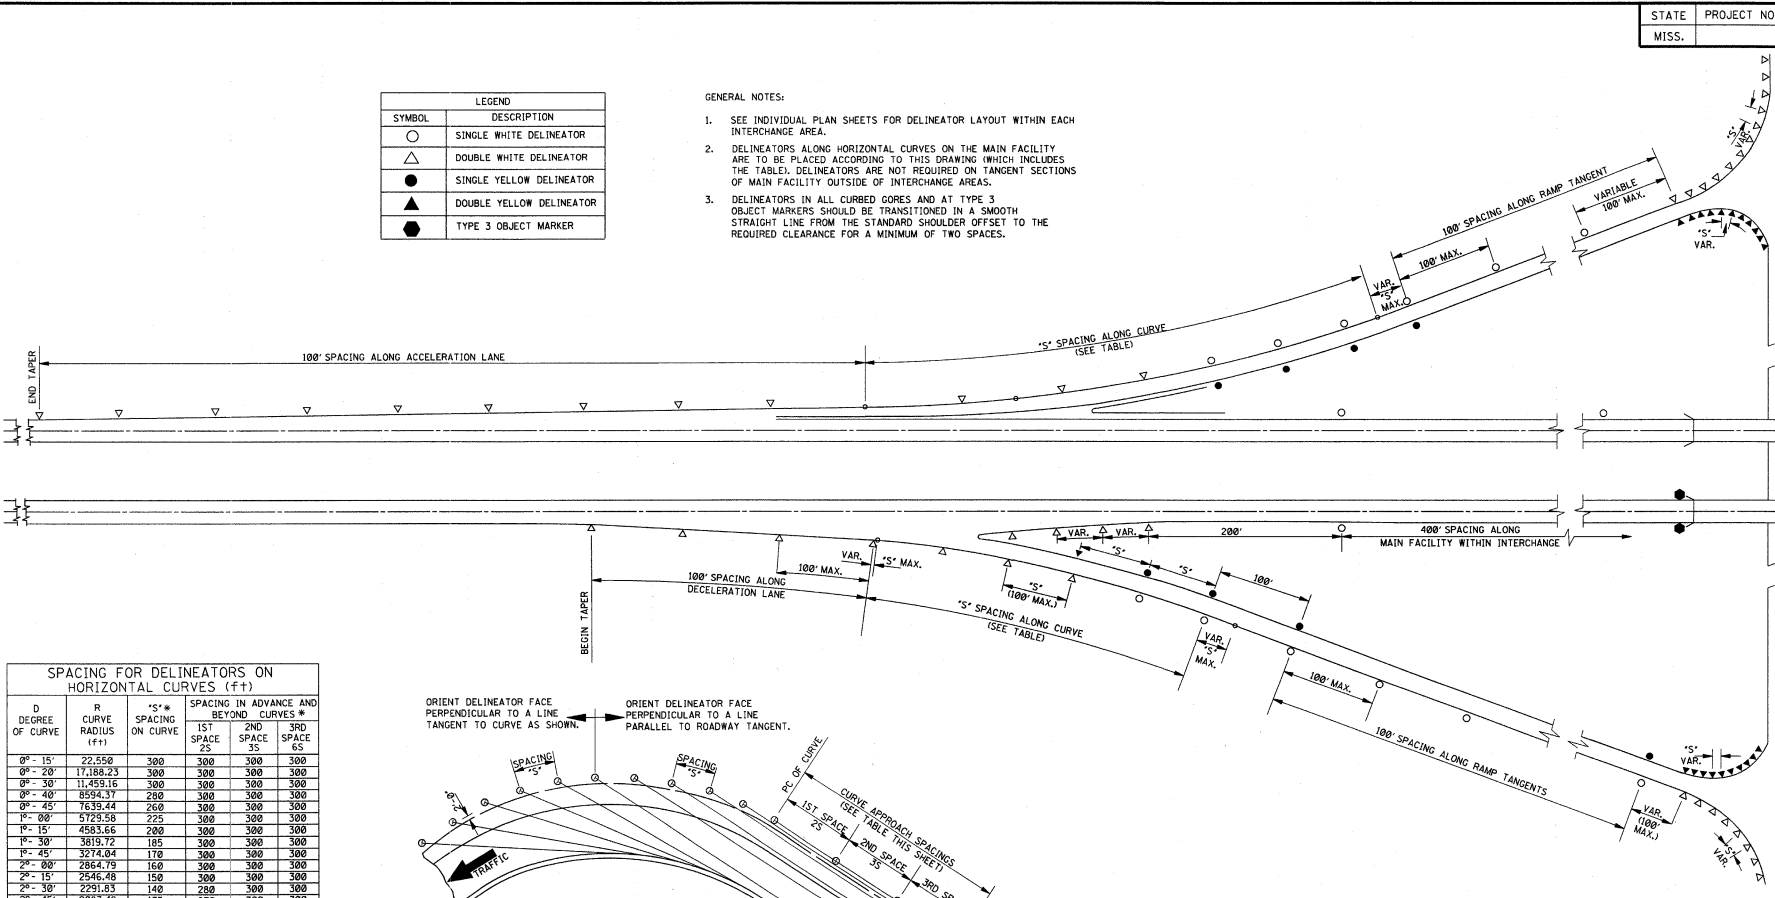 STATE PROJECT NO
MISS.
LEGEND
SYMBOL DESCRIPTION
SINGLE WHITE DELINEATOR
DOUBLE WHITE DELINEATOR
SINGLE YELLOW DELINEATOR
DOUBLE YELLOW DELINEATOR
TYPE 3 OBJECT MARKER
GENERAL NOTES:
1. SEE INDIVIDUAL PLAN SHEETS FOR DELINEATOR LAYOUT WITHIN EACH
INTERCHANGE AREA.
2. DELINEATORS ALONG HORIZONTAL CURVES ON THE MAIN FACILITY
ARE TO BE PLACED ACCORDING TO THIS DRAWING (WHICH INCLUDES
THE TABLE). DELINEATORS ARE NOT REQUIRED ON TANGENT SECTIONS
OF MAIN FACILITY OUTSIDE OF INTERCHANGE AREAS.
3. DELINEATORS IN ALL CURBED GORES AND AT TYPE 3
OBJECT MARKERS SHOULD BE TRANSITIONED IN A SMOOTH
STRAIGHT LINE FROM THE STANDARD SHOULDER OFFSET TO THE
REQUIRED CLEARANCE FOR A MINIMUM OF TWO SPACES.
"S"
VAR.
100' SPACING ALONG RAMP TANGENT
VARIABLE
100' MAX.
"S"
VAR.
100' MAX.
VAR.
"S"
MAX.
"S" SPACING ALONG CURVE
(SEE TABLE)
100' SPACING ALONG ACCELERATION LANE
END TAPER
VAR.
VAR.
200'
400' SPACING ALONG
MAIN FACILITY WITHIN INTERCHANGE
VAR.
"S" MAX.
100' MAX.
100' SPACING ALONG
DECELERATION LANE
BEGIN TAPER
"S"
"S"
100'
"S"
(100' MAX.)
"S" SPACING ALONG CURVE
(SEE TABLE)
VAR.
"S"
MAX.
100' MAX.
100' SPACING ALONG RAMP TANGENTS
"S"
VAR.
VAR.
(100'
MAX.)
"S"
VAR.
SPACING FOR DELINEATORS ON
HORIZONTAL CURVES (ft)
D
DEGREE
OF CURVE
R
CURVE
RADIUS
(ft)
"S"*
SPACING
ON CURVE
SPACING IN ADVANCE AND
BEYOND CURVES *
1ST
SPACE
2S
2ND
SPACE
3S
3RD
SPACE
6S
0° - 15' 22,550 300 300 300 300
0° - 20' 17,188.23 300 300 300 300
0° - 30' 11,459.16 300 300 300 300
0° - 40' 8594.37 280 300 300 300
0° - 45' 7639.44 260 300 300 300
1° - 00' 5729.58 225 300 300 300
1° - 15' 4583.66 200 300 300 300
1° - 30' 3819.72 185 300 300 300
1° - 45' 3274.04 170 300 300 300
2° - 00' 2864.79 160 300 300 300
2° - 15' 2546.48 150 300 300 300
2° - 30' 2291.83 140 280 300 300
ORIENT DELINEATOR FACE
PERPENDICULAR TO A LINE
TANGENT TO CURVE AS SHOWN.
ORIENT DELINEATOR FACE
PERPENDICULAR TO A LINE
PARALLEL TO ROADWAY TANGENT.
SPACING
"S"
SPACING
"S"
TRAFFIC
PC OF CURVE
CURVE APPROACH SPACINGS
(SEE TABLE THIS SHEET)
1ST SPACE
2S
2ND SPACE
3S
3RD SP